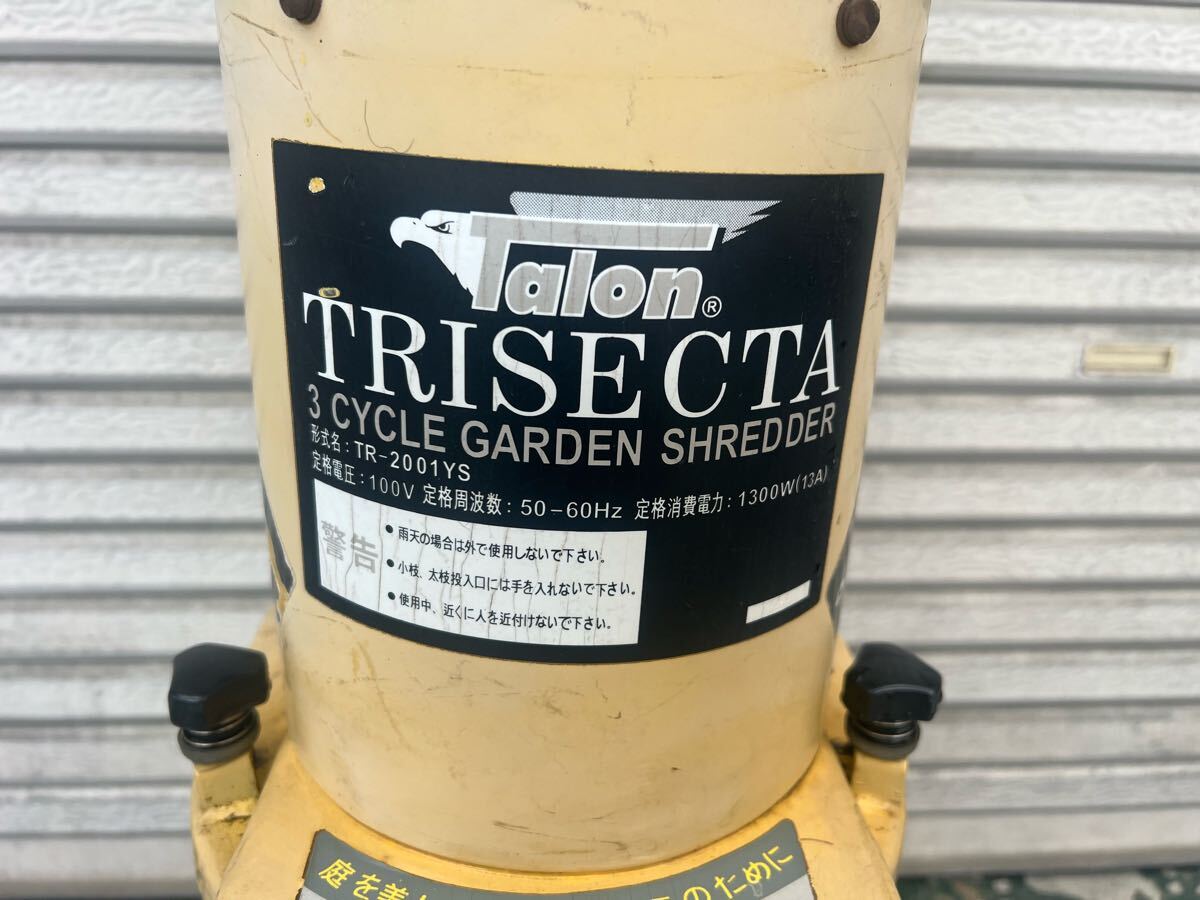 Talon®
TRISECTA
3 CYCLE GARDEN SHREDDER
形式名：TR-2001YS
定格電圧：100V 定格周波数：50-60Hz 定格消費電力：1300W(13A)
警告
● 雨天の場合は外で使用しないで下さい。
● 小枝、太枝投入口には手を入れないで下さい。
● 使用中、近くに人を近付けないで下さい。
庭を美 のために